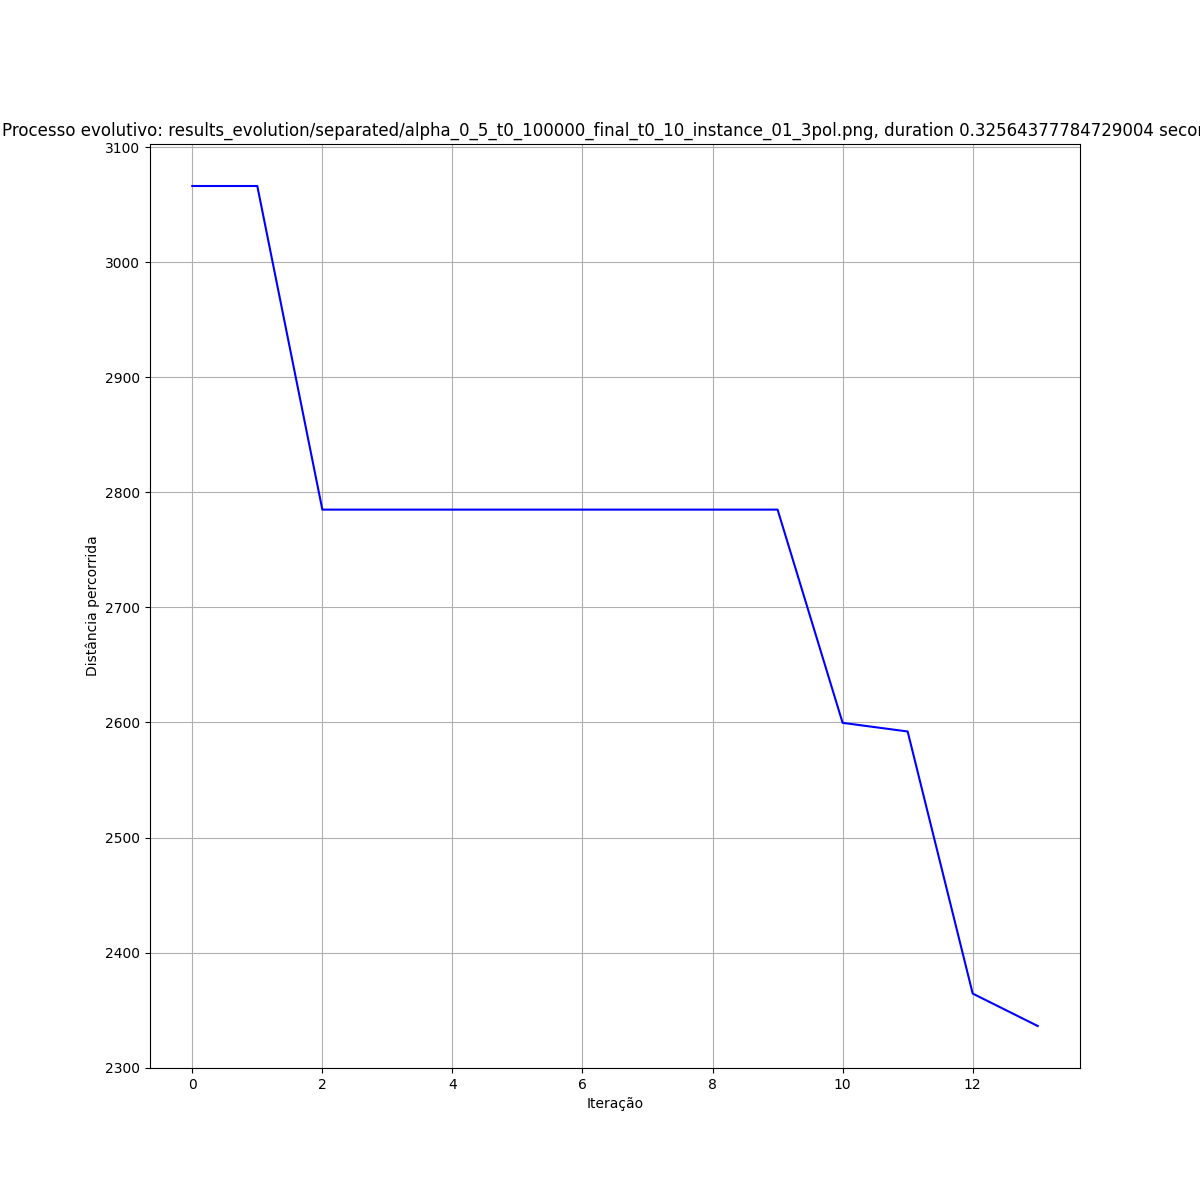 Processo evolutivo: results_evolution/separated/alpha_0_5_t0_100000_final_t0_10_instance_01_3pol.png, duration 0.32564377784729004
3100
3000
2900
2800
2700
2600
2500
2400
2300
Distância percorrida
0 2 4 6 8 10 12
Iteração